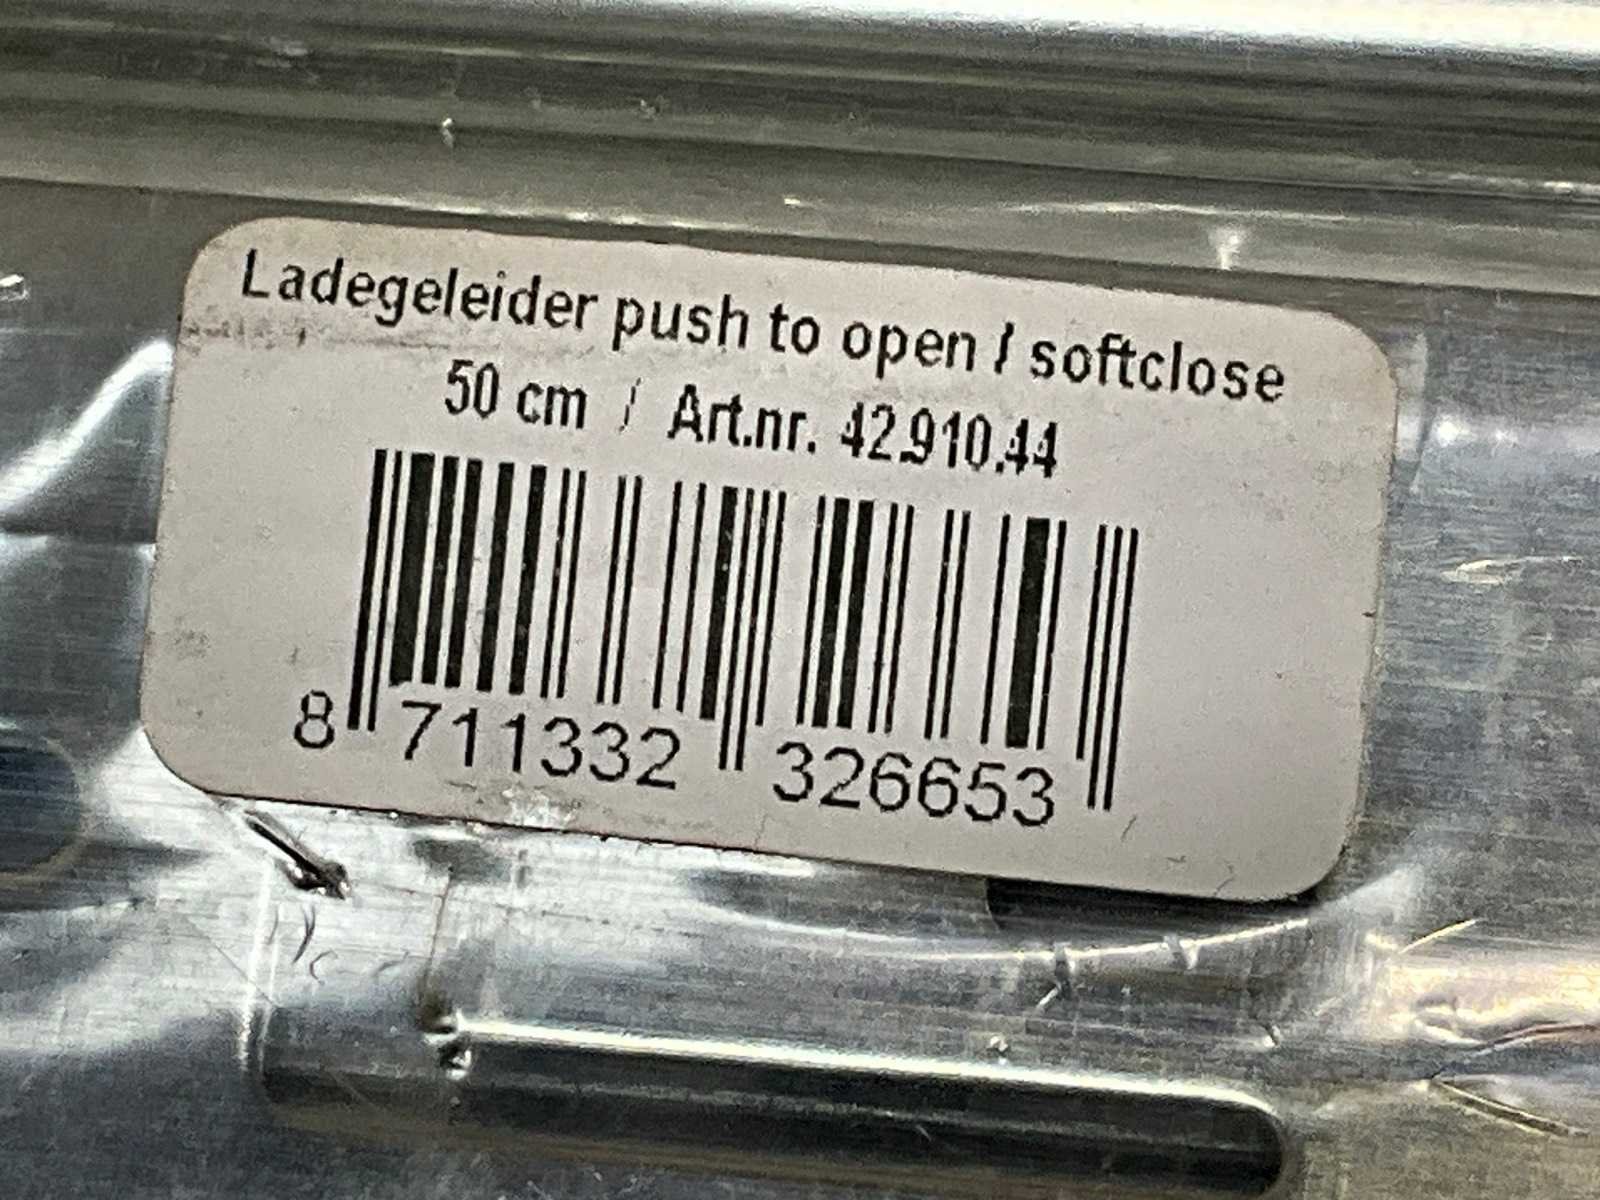 Ladegeleider push to open / softclose
50 cm / Art.nr. 42.910.44
8 711332 326653